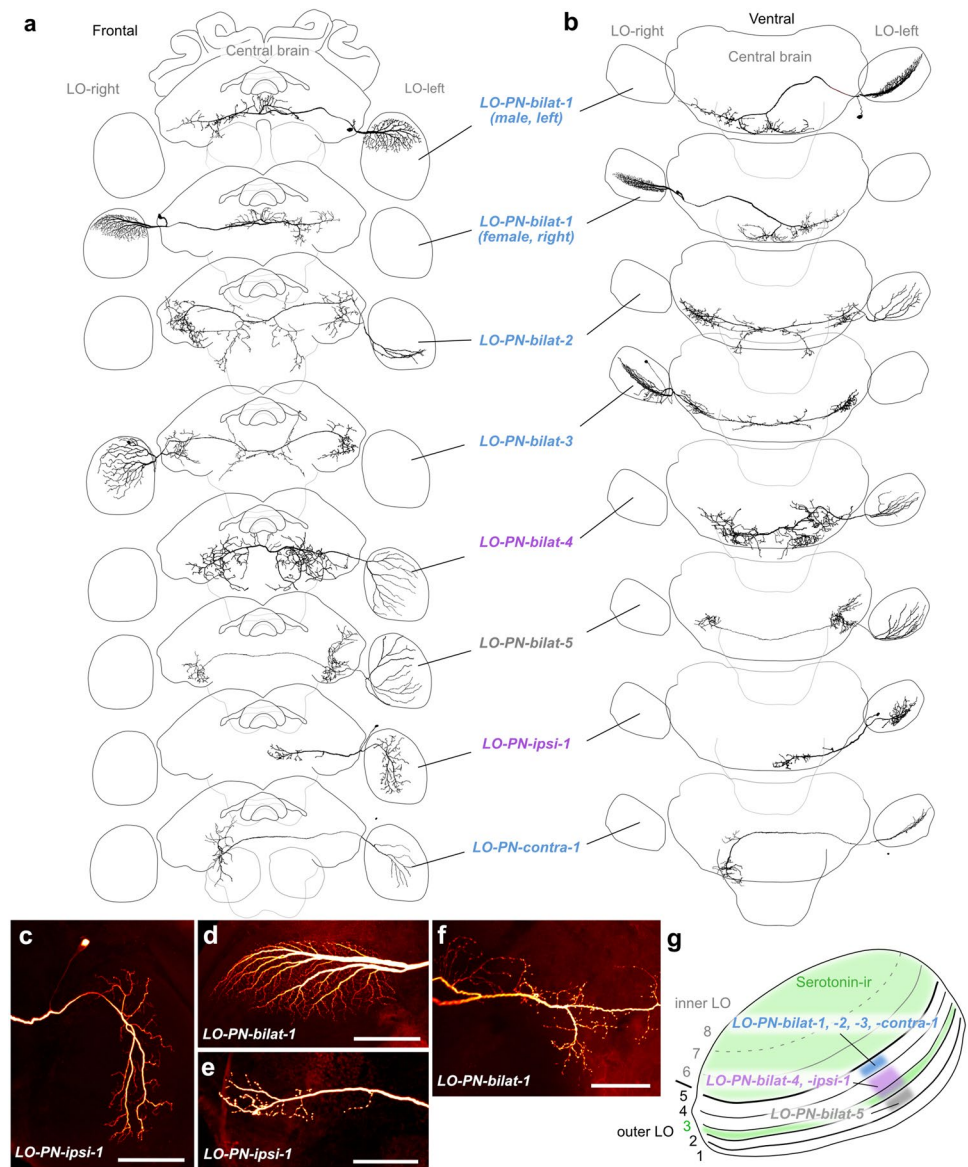 a
Frontal
Central brain
LO-right
LO-left
b
Ventral
LO-right
LO-left
Central brain
LO-PN-bilat-1
(male, left)
LO-PN-bilat-1
(female, right)
LO-PN-bilat-2
LO-PN-bilat-3
LO-PN-bilat-4
LO-PN-bilat-5
LO-PN-ipsi-1
LO-PN-contra-1
c
LO-PN-ipsi-1
d
LO-PN-bilat-1
e
LO-PN-ipsi-1
f
LO-PN-bilat-1
g
Serotonin-ir
inner LO
LO-PN-bilat-1, -2, -3, -contra-1
8
7
6
LO-PN-bilat-4, -ipsi-1
5
4
LO-PN-bilat-5
3
outer LO
2
1